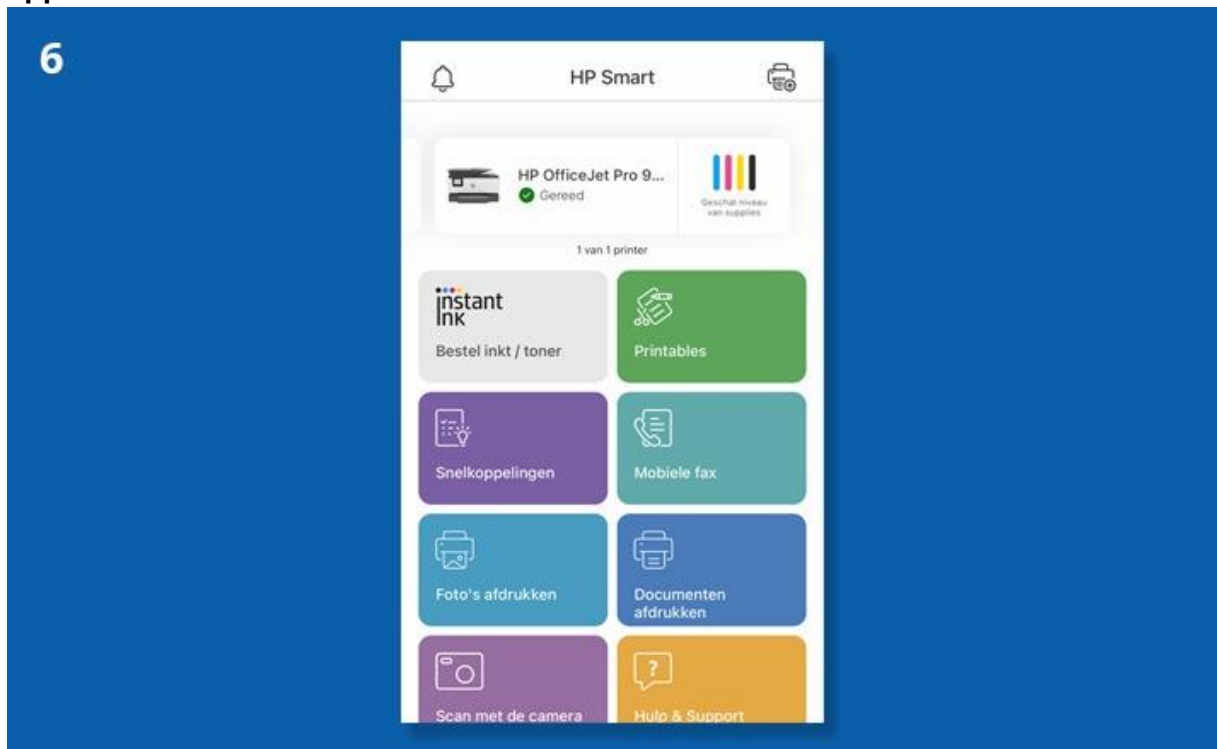 6
HP Smart
HP OfficeJet Pro 9...
Gereed
Geschat niveau
van supplies
1 van 1 printer
instant
ink
Bestel inkt / toner
Printables
Snelkoppelingen
Mobiele fax
Foto's afdrukken
Documenten
afdrukken
Scan met de camera
Hulp & Support